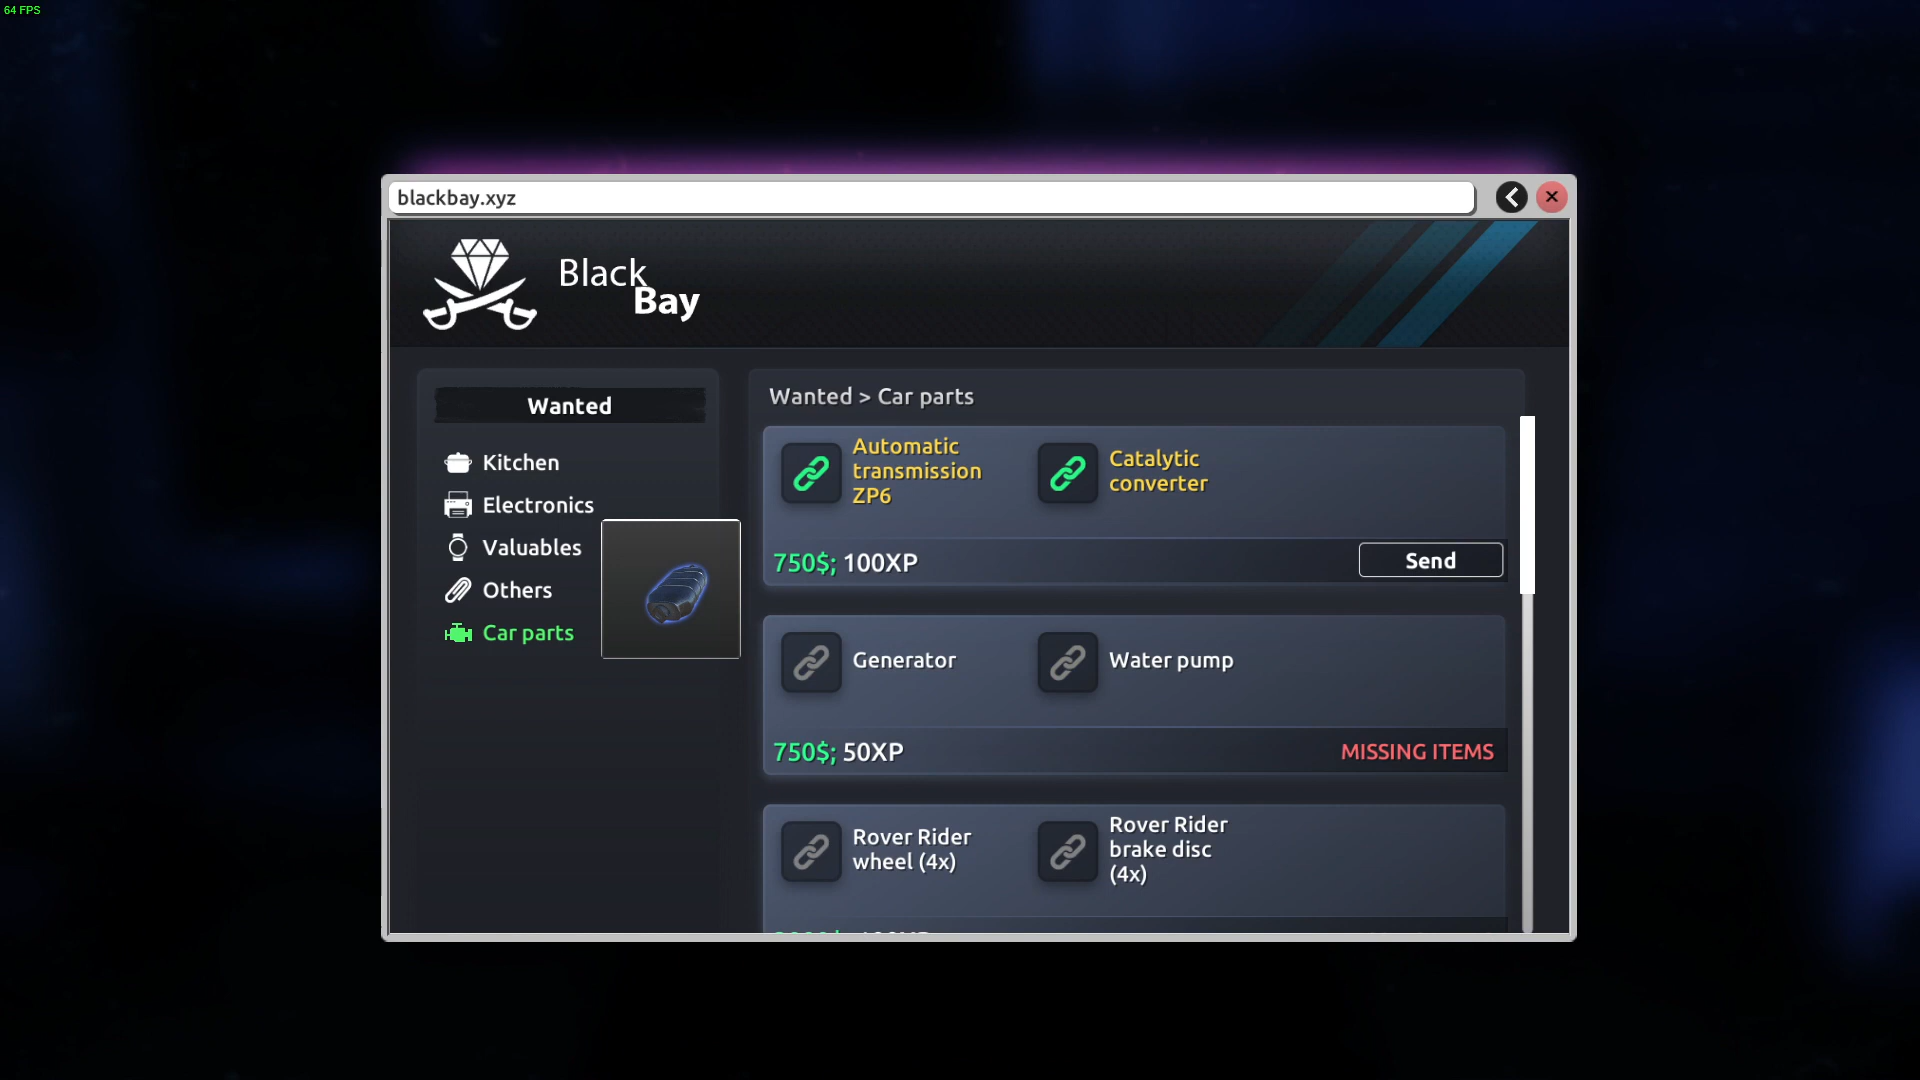 64 FPS
blackbay.xyz
Black
Bay
Wanted
Kitchen
Electronics
Valuables
Others
Car parts
Wanted > Car parts
Automatic
transmission
ZP6
Catalytic
converter
750$; 100XP
Send
Generator
Water pump
750$; 50XP
MISSING ITEMS
Rover Rider
wheel (4x)
Rover Rider
brake disc
(4x)